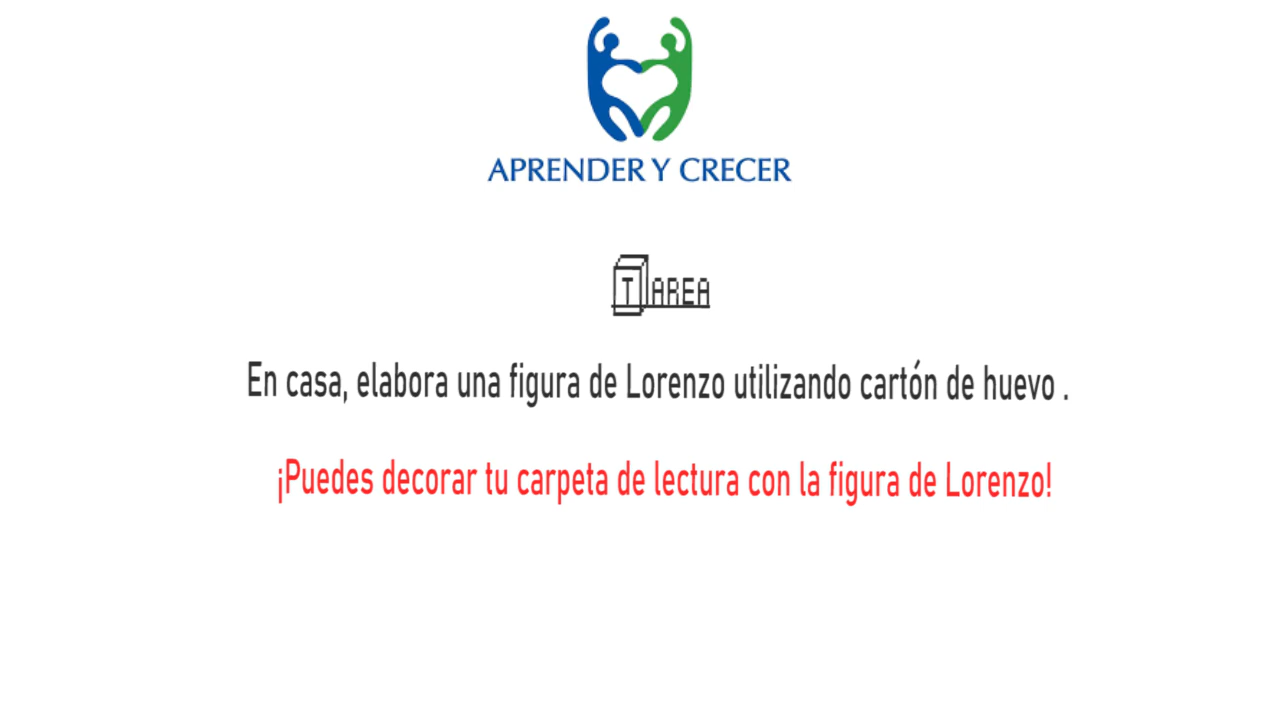 APRENDER Y CRECER
TAREA
En casa, elabora una figura de Lorenzo utilizando cartón de huevo .
¡Puedes decorar tu carpeta de lectura con la figura de Lorenzo!